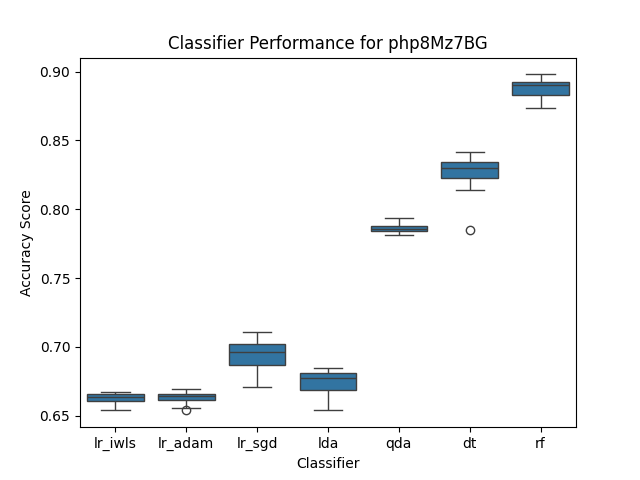 Classifier Performance for php8Mz7BG
0.90
0.85
0.80
0.75
0.70
0.65
Accuracy Score
lr_iwls lr_adam lr_sgd lda qda dt rf
Classifier